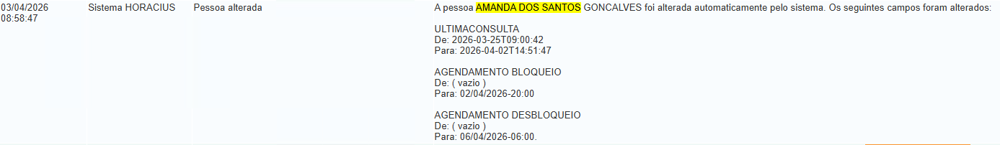 03/04/2026 08:58:47
Sistema HORACIUS
Pessoa alterada
A pessoa AMANDA DOS SANTOS GONCALVES foi alterada automaticamente pelo sistema. Os seguintes campos foram alterados:
ULTIMACONSULTA
De: 2026-03-25T09:00:42
Para: 2026-04-02T14:51:47
AGENDAMENTO BLOQUEIO
De: ( vazio )
Para: 02/04/2026-20:00
AGENDAMENTO DESBLOQUEIO
De: ( vazio )
Para: 06/04/2026-06:00.